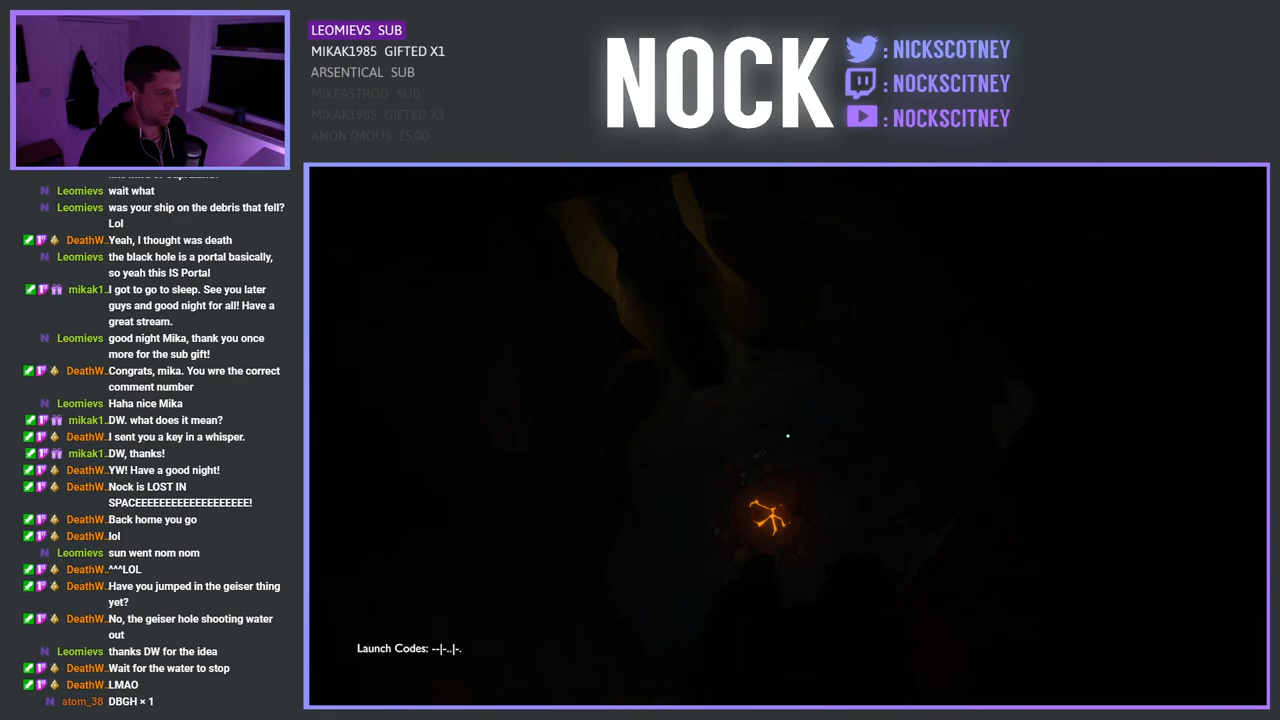 LEOMIEVS SUB
MIKAK1985 GIFTED X1
ARSENTICAL SUB
MIKEASTROD SUB
MIKAK1985 GIFTED X1
ANONYMOUS £5.00
NOCK
: NICKSCOTNEY
: NOCKSCITNEY
: NOCKSCITNEY
Leomievs wait what
Leomievs was your ship on the debris that fell?
Lol
DeathW.. Yeah, I thought was death
Leomievs the black hole is a portal basically,
so yeah this IS Portal
mikak1.. I got to go to sleep. See you later
guys and good night for all! Have a
great stream.
Leomievs good night Mika, thank you once
more for the sub gift!
DeathW.. Congrats, mika. You wre the correct
comment number
Leomievs Haha nice Mika
mikak1.. DW. what does it mean?
DeathW.. I sent you a key in a whisper.
mikak1.. DW, thanks!
DeathW.. YW! Have a good night!
DeathW.. Nock is LOST IN
SPACEEEEEEEEEEEEEEEEEEE!
DeathW.. Back home you go
DeathW.. lol
Leomievs sun went nom nom
DeathW.. ^^^LOL
DeathW.. Have you jumped in the geiser thing
yet?
DeathW.. No, the geiser hole shooting water
out
Leomievs thanks DW for the idea
DeathW.. Wait for the water to stop
DeathW.. LMAO
N atom_38 DBGH × 1
Launch Codes: --|-..|-.